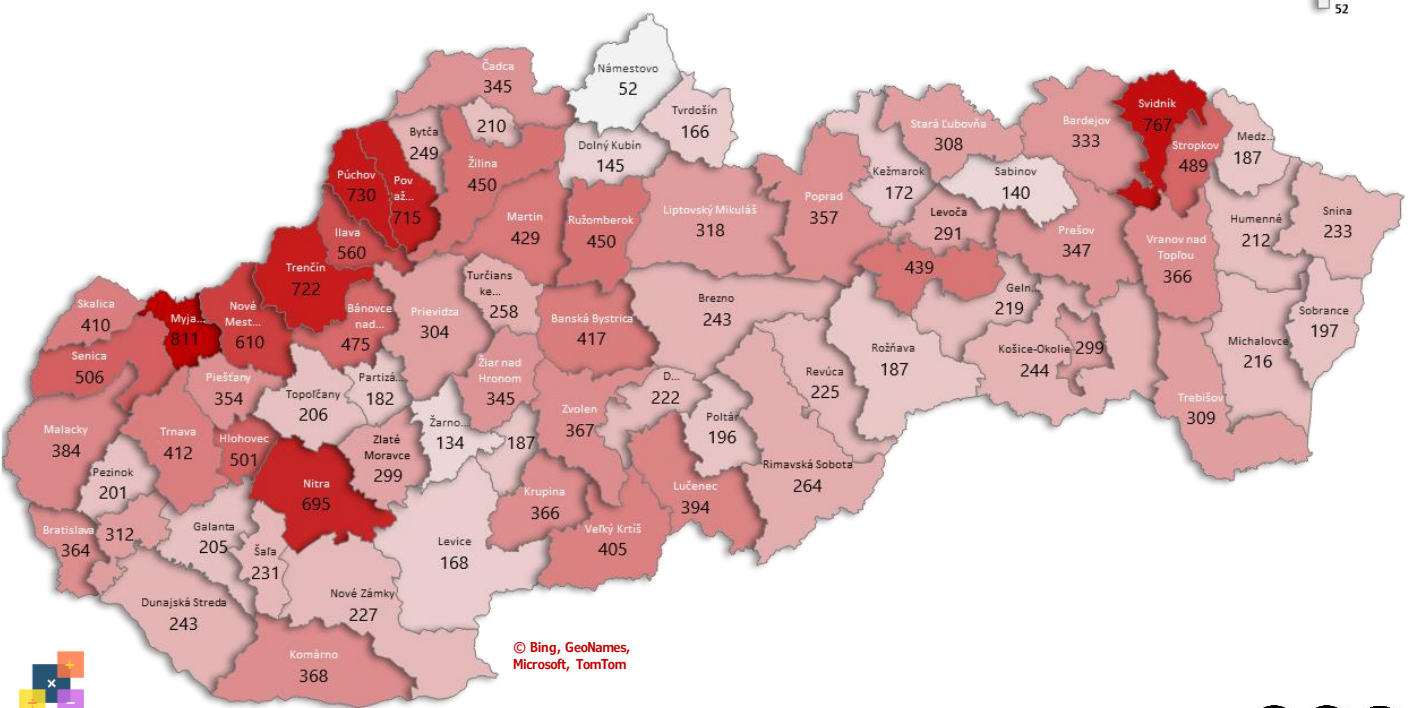 52
Čadca
345
Námestovo
52
Tvrdošín
166
210
Bytča
249
Žilina
450
Dolný Kubín
145
Púchov
730
Pov
až...
715
Ilava
560
Martin
429
Ružomberok
450
Liptovský Mikuláš
318
Poprad
357
Kežmarok
172
Stará Ľubovňa
308
Sabinov
140
Bardejov
333
Svidník
767
Stropkov
489
Medz...
187
Levoča
291
Prešov
347
Vranov nad
Topľou
366
Humenné
212
Snina
233
439
Geln...
219
Trenčín
722
Skalica
410
Myja...
811
Nové
Mest...
610
Bánovce
nad...
475
Prievidza
304
Turčians
ke...
258
Banská Bystrica
417
Brezno
243
Rožňava
187
Košice-Okolie
244
299
Michalovce
216
Sobrance
197
Senica
506
Piešťany
354
Topoľčany
206
Partizá...
182
Žiar nad
Hronom
345
Zvolen
367
D...
222
Poltár
196
Revúca
225
Trebišov
309
Malacky
384
Trnava
412
Hlohovec
501
Zlaté
Moravce
299
Žarno...
134
187
Pezinok
201
Nitra
695
Krupina
366
Lučenec
394
Rimavská Sobota
264
Bratislava
364
312
Galanta
205
Šaľa
231
Levice
168
Veľký Krtíš
405
Dunajská Streda
243
Nové Zámky
227
Komárno
368
© Bing, GeoNames,
Microsoft, TomTom